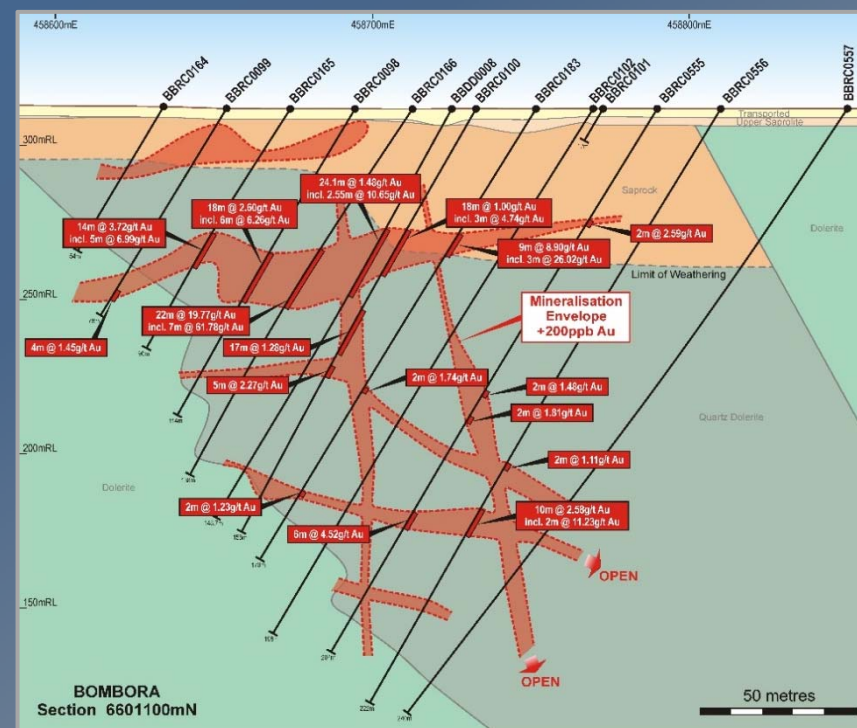 458600mE
458700mE
458800mE
BBRC0164
BBRC0099
BBRC0165
BBRC0098
BBRC0166
BBDD0008
BBRC0100
BBRC0183
BBRC0102
BBRC0101
BBRC0555
BBRC0556
BBRC0557
Transported
Upper Saprolite
300mRL
24.1m @ 1.48g/t Au
incl. 2.55m @ 10.65g/t Au
18m @ 2.60g/t Au
incl. 6m @ 6.26g/t Au
18m @ 1.00g/t Au
incl. 3m @ 4.74g/t Au
Saprock
14m @ 3.72g/t Au
incl. 5m @ 6.99g/t Au
2m @ 2.59g/t Au
Dolerite
9m @ 8.90g/t Au
incl. 3m @ 26.02g/t Au
Limit of Weathering
250mRL
22m @ 19.77g/t Au
incl. 7m @ 61.78g/t Au
Mineralisation
Envelope
+200ppb Au
4m @ 1.45g/t Au
17m @ 1.28g/t Au
5m @ 2.27g/t Au
2m @ 1.74g/t Au
2m @ 1.48g/t Au
2m @ 1.81g/t Au
Quartz Dolerite
200mRL
2m @ 1.11g/t Au
Dolerite
2m @ 1.23g/t Au
10m @ 2.58g/t Au
incl. 2m @ 11.23g/t Au
6m @ 4.52g/t Au
OPEN
150mRL
OPEN
BOMBORA
Section 6601100mN
50 metres